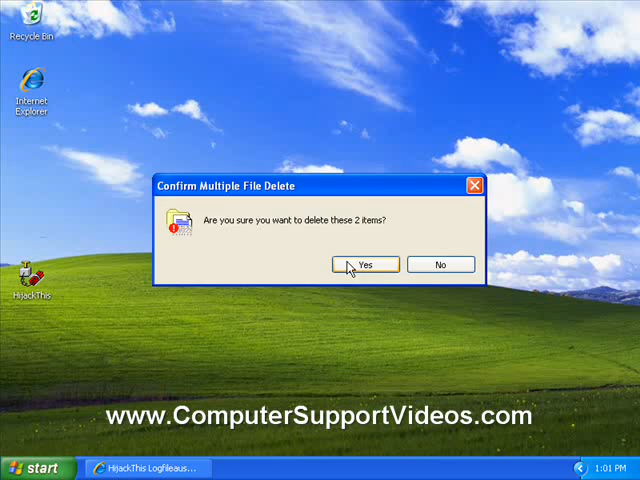 Recycle Bin
Internet
Explorer
Confirm Multiple File Delete
Are you sure you want to delete these 2 items?
Yes
No
HijackThis
www.ComputerSupportVideos.com
start
HijackThis Logfileaus...
1:01 PM